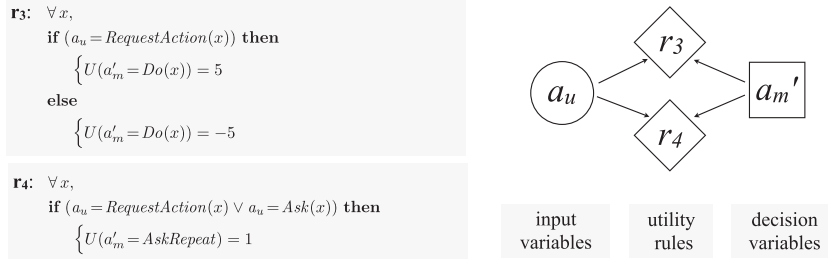 r3: ∀x,
if (a_u = RequestAction(x)) then
{U(a'_m = Do(x)) = 5
else
{U(a'_m = Do(x)) = −5
r4: ∀x,
if (a_u = RequestAction(x) ∨ a_u = Ask(x)) then
{U(a'_m = AskRepeat) = 1
r3
a_u
a_m'
r4
input
variables
utility
rules
decision
variables